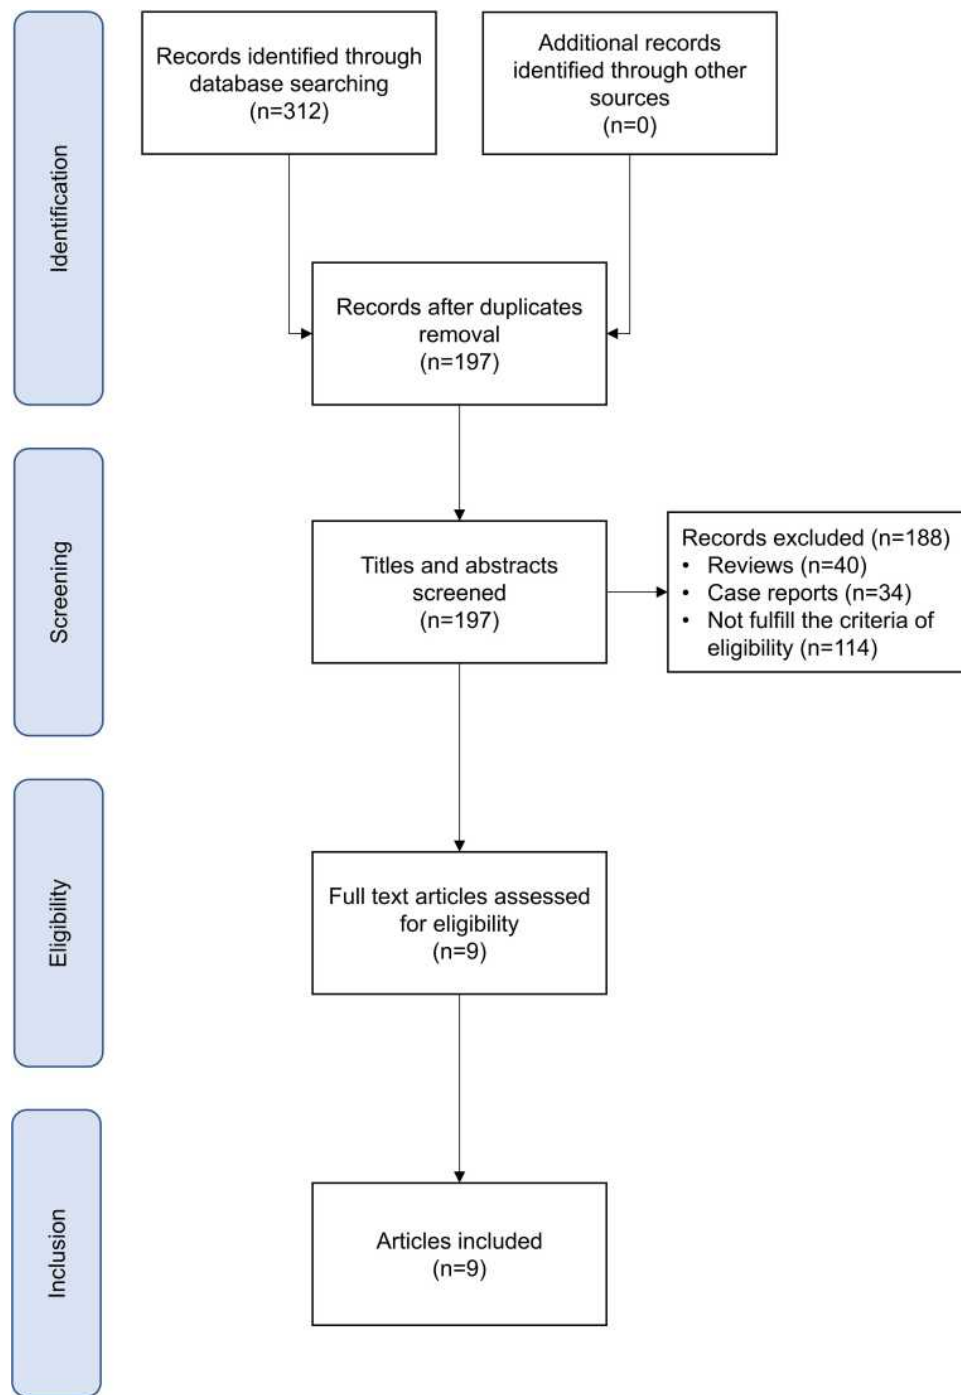 Identification
Records identified through
database searching
(n=312)
Additional records
identified through other
sources
(n=0)
Records after duplicates
removal
(n=197)
Screening
Titles and abstracts
screened
(n=197)
Records excluded (n=188)
• Reviews (n=40)
• Case reports (n=34)
• Not fulfill the criteria of
eligibility (n=114)
Eligibility
Full text articles assessed
for eligibility
(n=9)
Inclusion
Articles included
(n=9)